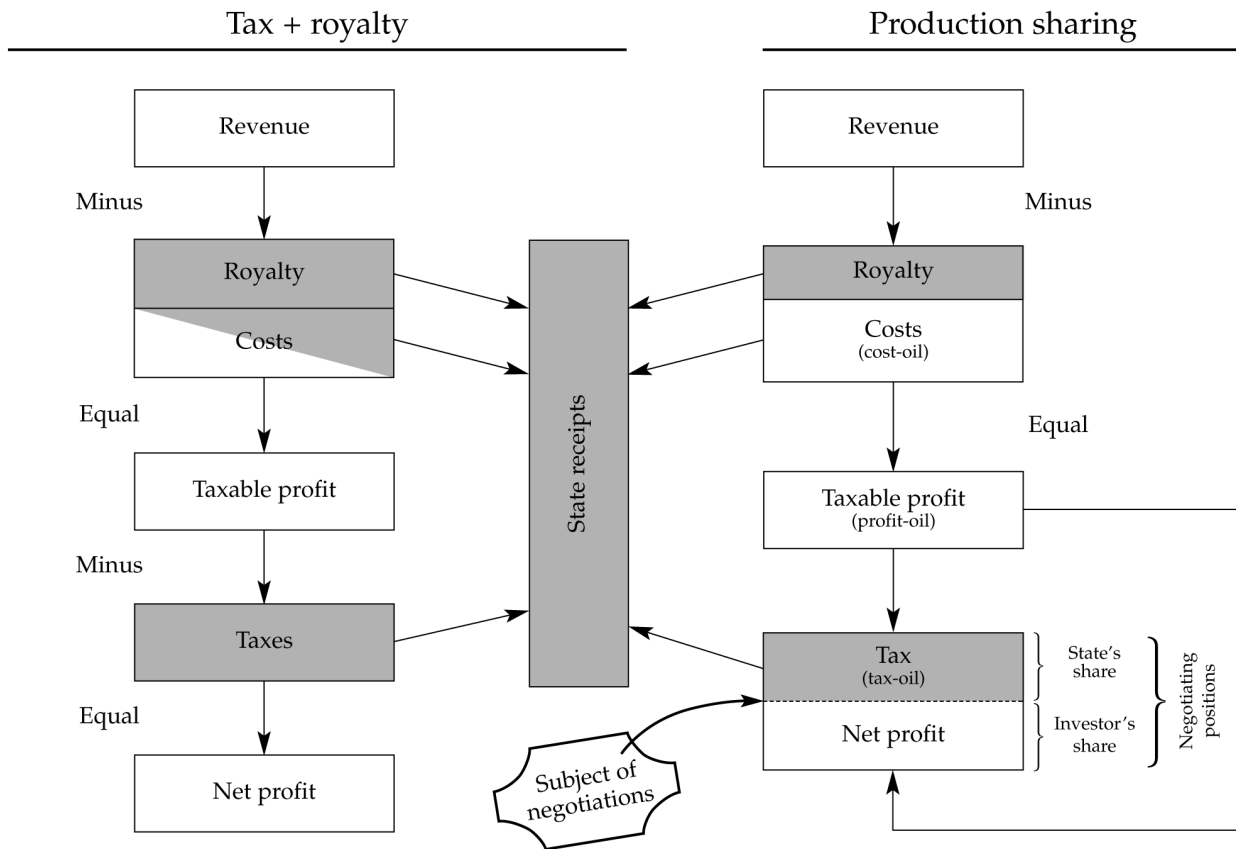 Tax + royalty
Revenue
Minus
Royalty
Costs
Equal
Taxable profit
Minus
Taxes
Equal
Net profit
State receipts
Production sharing
Revenue
Minus
Royalty
Costs
(cost-oil)
Equal
Taxable profit
(profit-oil)
Tax
(tax-oil)
Net profit
State's
share
Investor's
share
Negotiating
positions
Subject of
negotiations